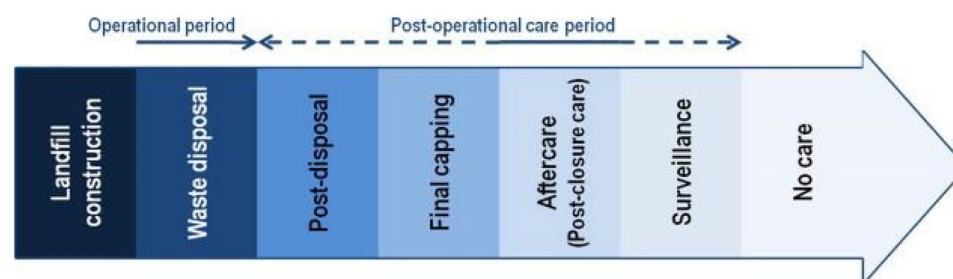 Operational period
Post-operational care period
Landfill
construction
Waste disposal
Post-disposal
Final capping
Aftercare
(Post-closure care)
Surveillance
No care